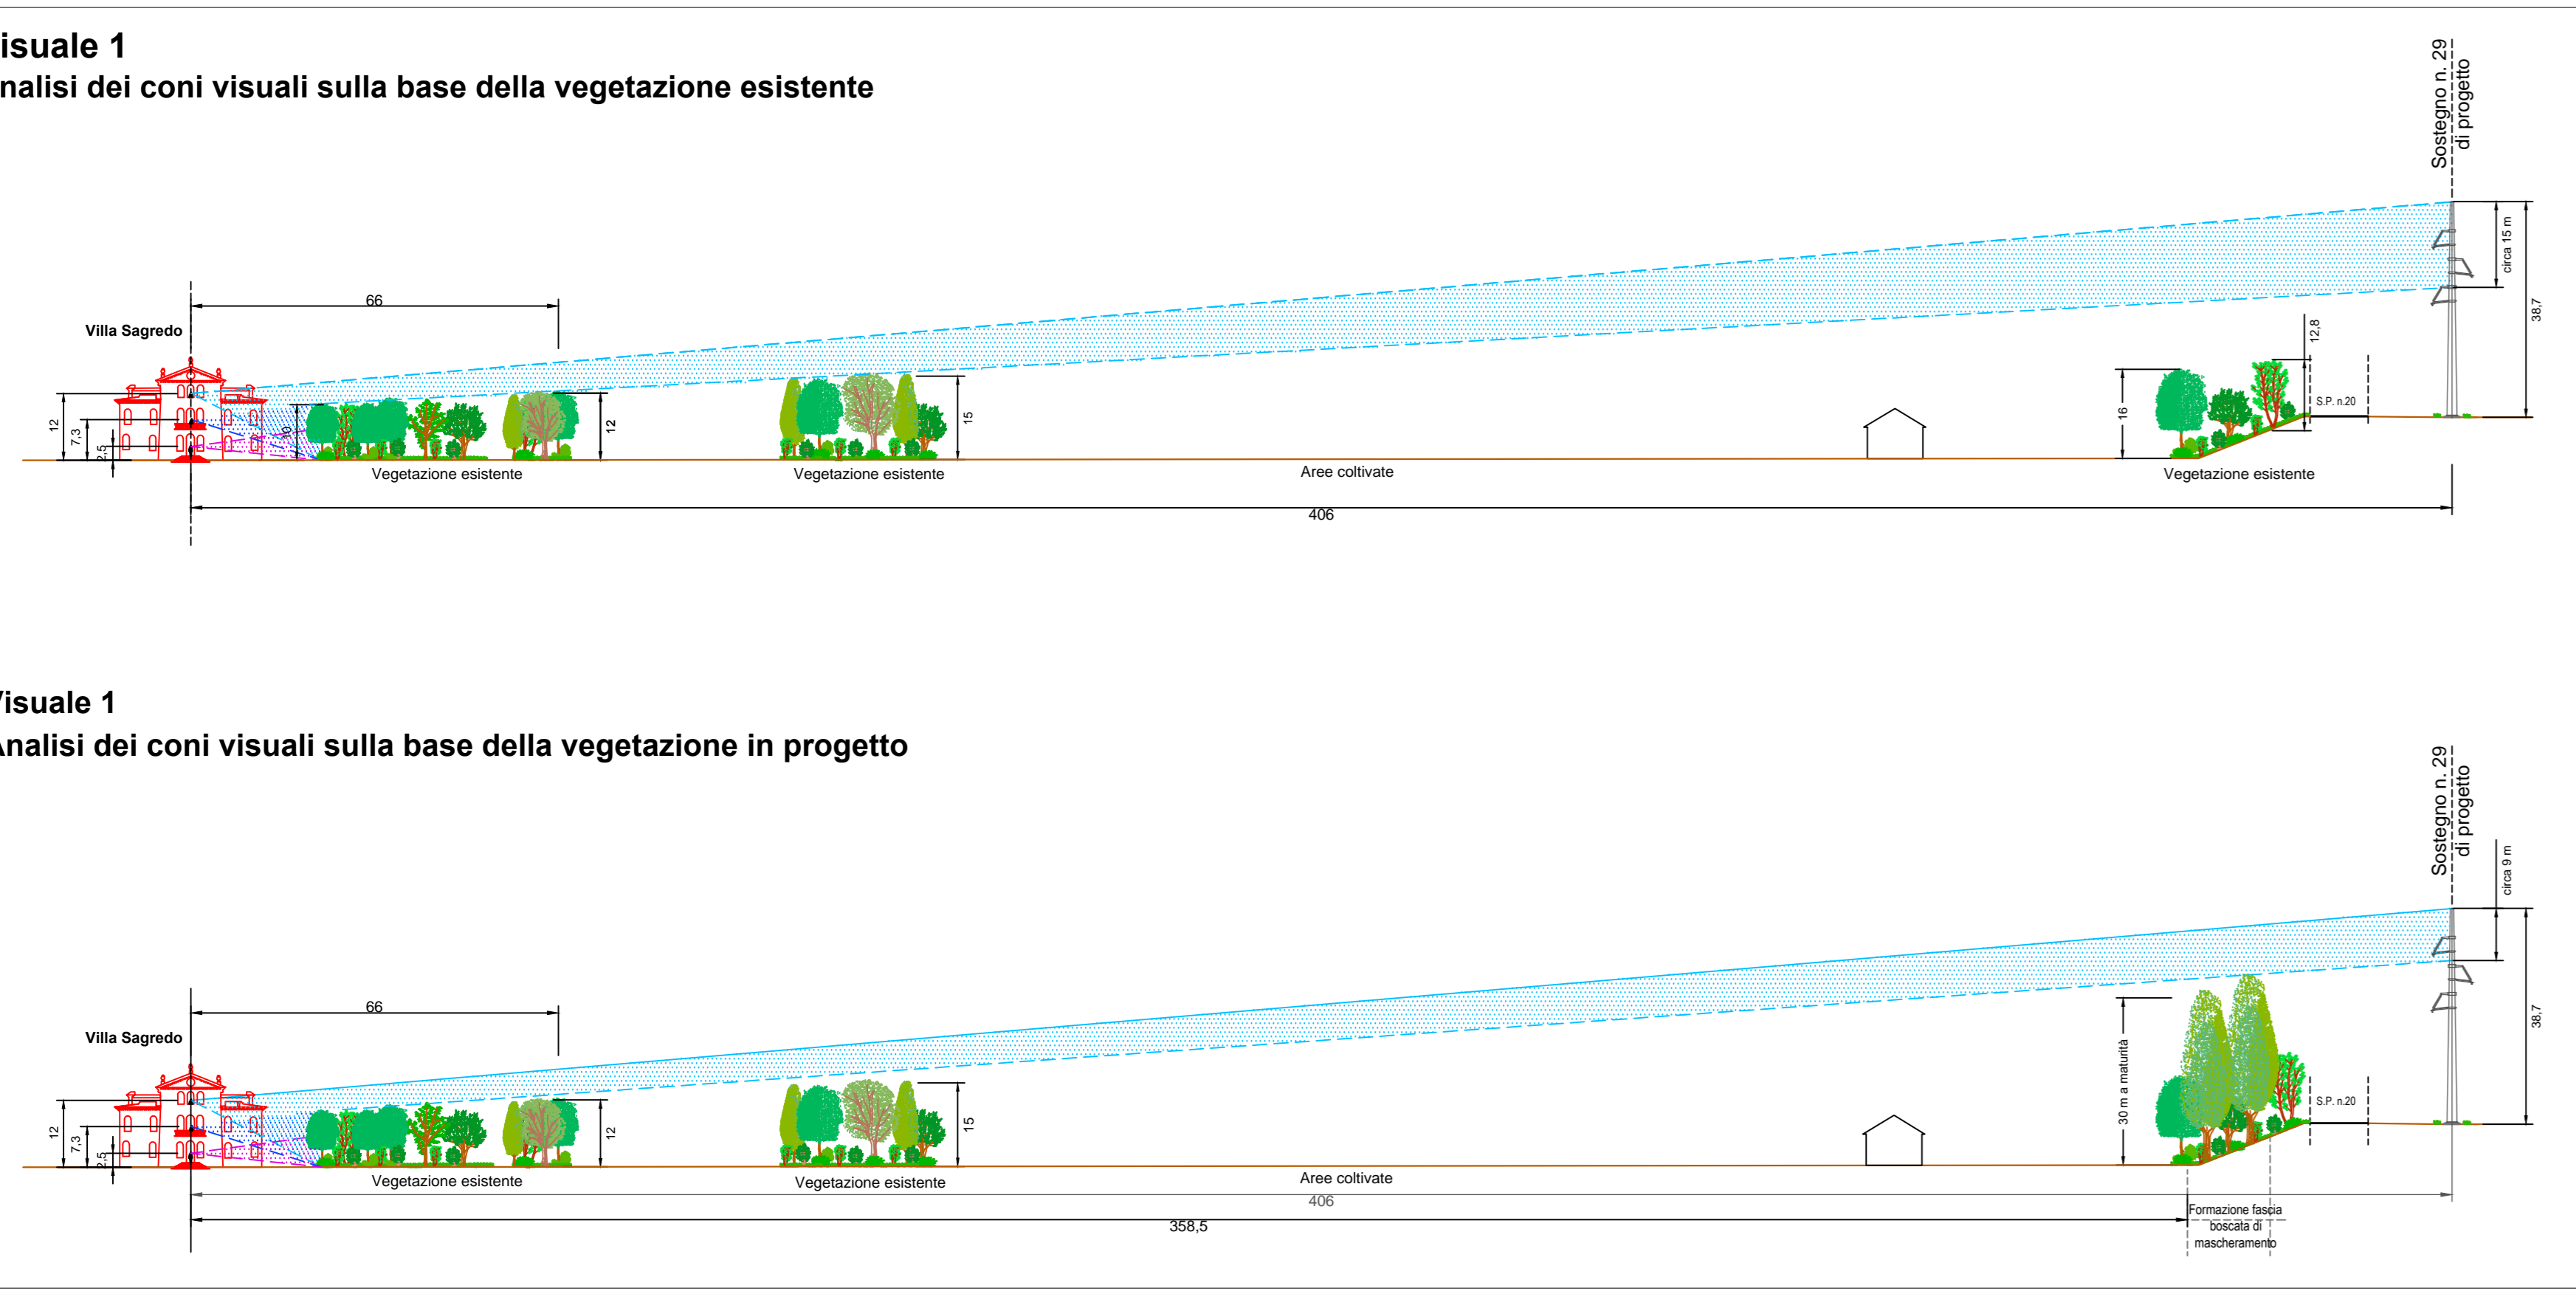 isuale 1
nalisi dei coni visuali sulla base della vegetazione esistente
Sostegno n. 29
di progetto
circa 15 m
38,7
66
Villa Sagredo
12
7,3
2,5
10
12
15
16
12,8
S.P. n.20
Vegetazione esistente
Vegetazione esistente
Aree coltivate
Vegetazione esistente
406
Visuale 1
Analisi dei coni visuali sulla base della vegetazione in progetto
Sostegno n. 29
di progetto
circa 9 m
38,7
66
Villa Sagredo
12
7,3
2,5
12
15
30 m a maturità
S.P. n.20
Vegetazione esistente
Vegetazione esistente
Aree coltivate
406
358,5
Formazione fascia
boscata di
mascheramento